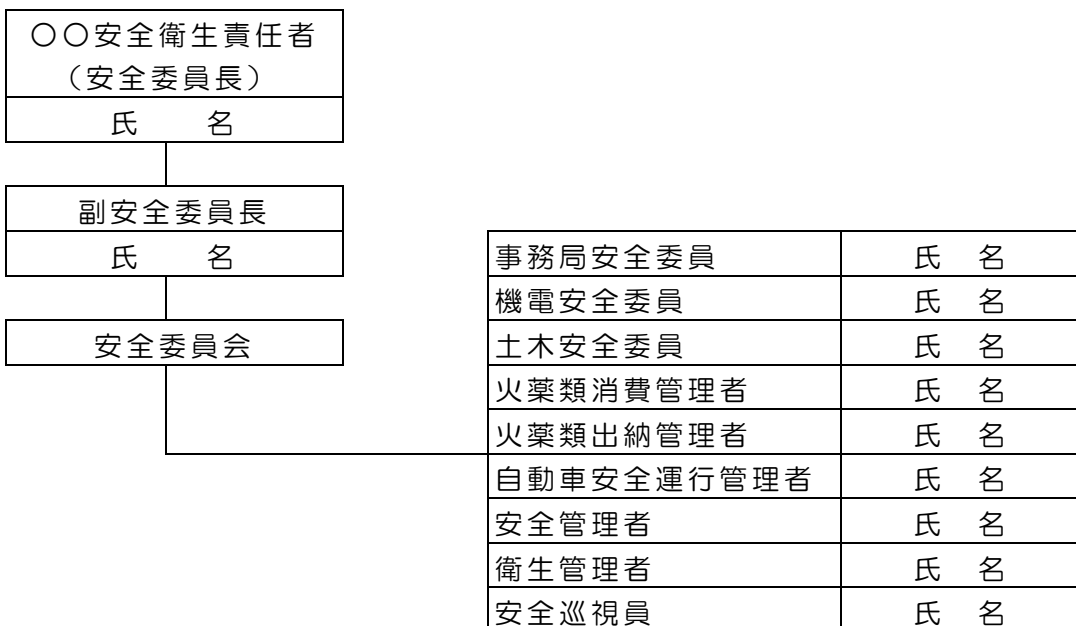 〇〇安全衛生責任者
（安全委員長）
氏　　名
副安全委員長
氏　　名
安全委員会
事務局安全委員　氏　名
機電安全委員　氏　名
土木安全委員　氏　名
火薬類消費管理者　氏　名
火薬類出納管理者　氏　名
自動車安全運行管理者　氏　名
安全管理者　氏　名
衛生管理者　氏　名
安全巡視員　氏　名